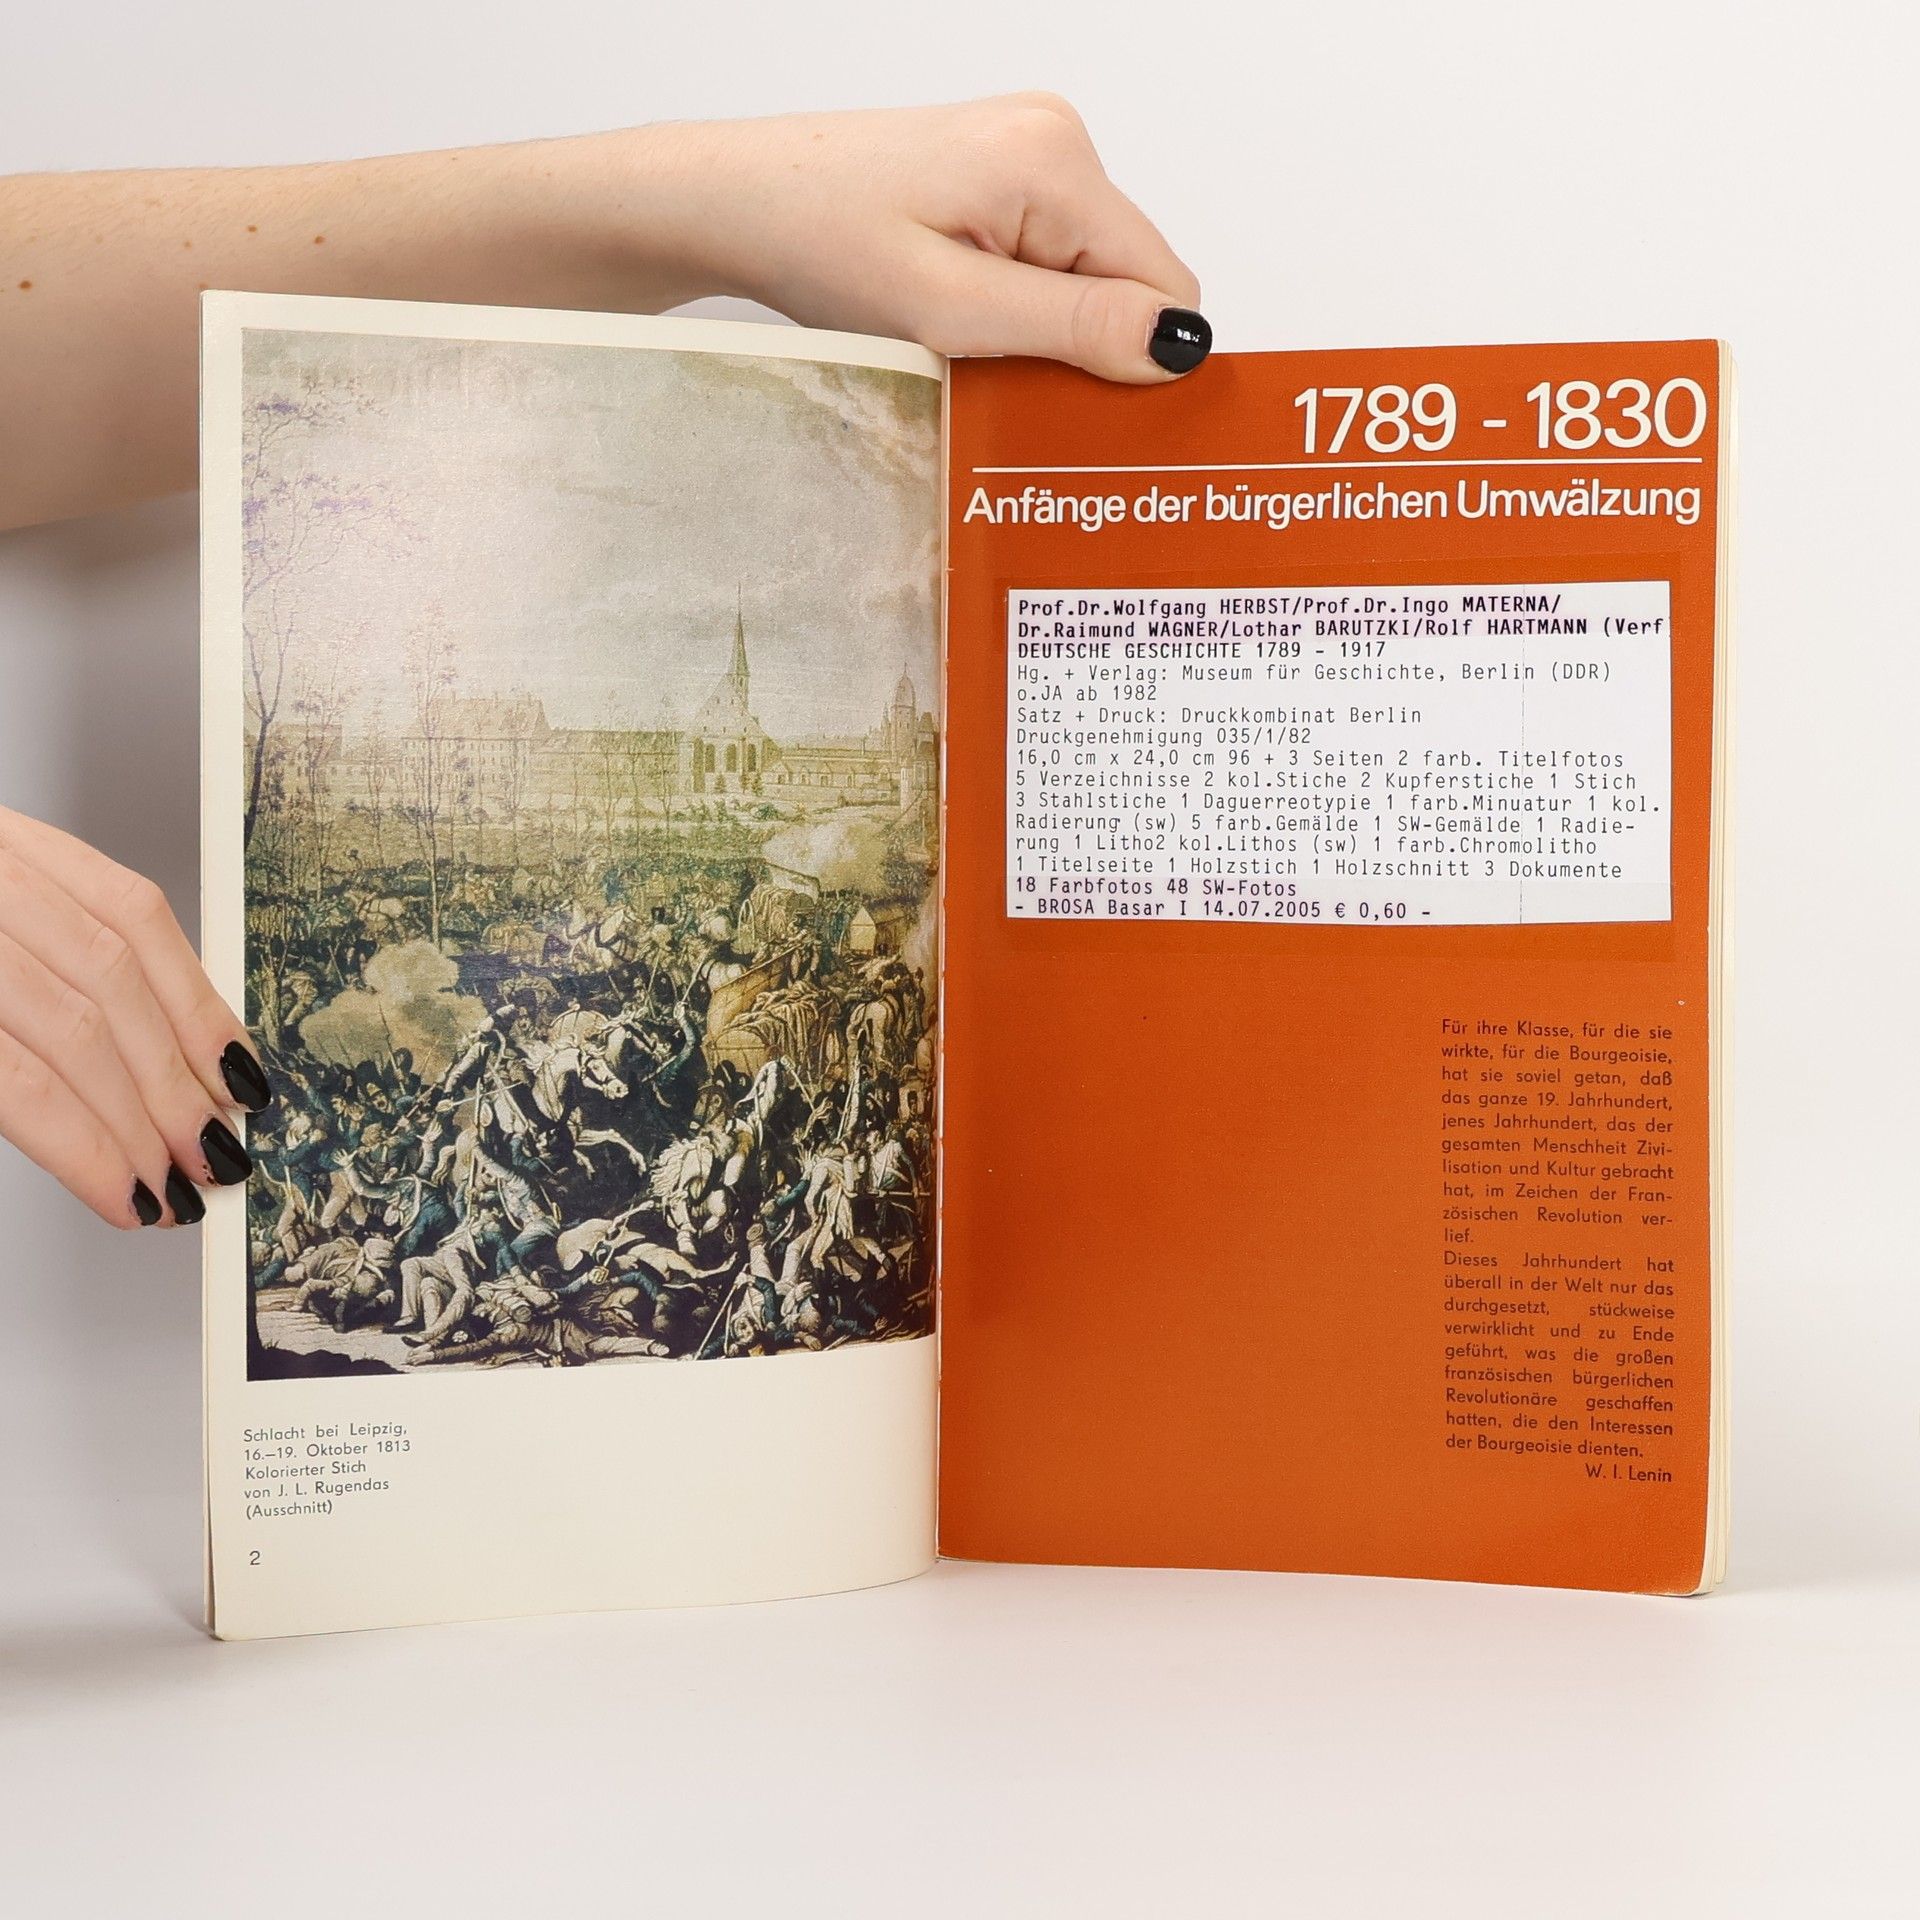 Schlacht bei Leipzig,
16.–19. Oktober 1813
Kolorierter Stich
von J. L. Rugendas
(Ausschnitt)
2
1789 - 1830
Anfänge der bürgerlichen Umwälzung
Prof.Dr.Wolfgang HERBST/Prof.Dr.Ingo MATERNA/
Dr.Raimund WAGNER/Lothar BARUTZKI/Rolf HARTMANN (Verf
DEUTSCHE GESCHICHTE 1789 - 1917
Hg. + Verlag: Museum für Geschichte, Berlin (DDR)
o.JA ab 1982
Satz + Druck: Druckkombinat Berlin
Druckgenehmigung 035/1/82
16,0 cm x 24,0 cm 96 + 3 Seiten 2 farb. Titelfotos
5 Verzeichnisse 2 kol.Stiche 2 Kupferstiche 1 Stich
3 Stahlstiche 1 Daguerreotypie 1 farb.Minuatur 1 kol.
Radierung (sw) 5 farb.Gemälde 1 SW-Gemälde 1 Radie-
rung 1 Litho2 kol.Lithos (sw) 1 farb.Chromolitho
1 Titelseite 1 Holzstich 1 Holzschnitt 3 Dokumente
18 Farbfotos 48 SW-Fotos
- BROSA Basar I 14.07.2005 € 0,60 -
Für ihre Klasse, für die sie
wirkte, für die Bourgeoisie,
hat sie soviel getan, daß
das ganze 19. Jahrhundert,
jenes Jahrhundert, das der
gesamten Menschheit Zivi-
lisation und Kultur gebracht
hat, im Zeichen der Fran-
zösischen Revolution ver-
lief.
Dieses Jahrhundert hat
überall in der Welt nur das
durchgesetzt, stückweise
verwirklicht und zu Ende
geführt, was die großen
französischen bürgerlichen
Revolutionäre geschaffen
hatten, die den Interessen
der Bourgeoisie dienten.
W. I. Lenin